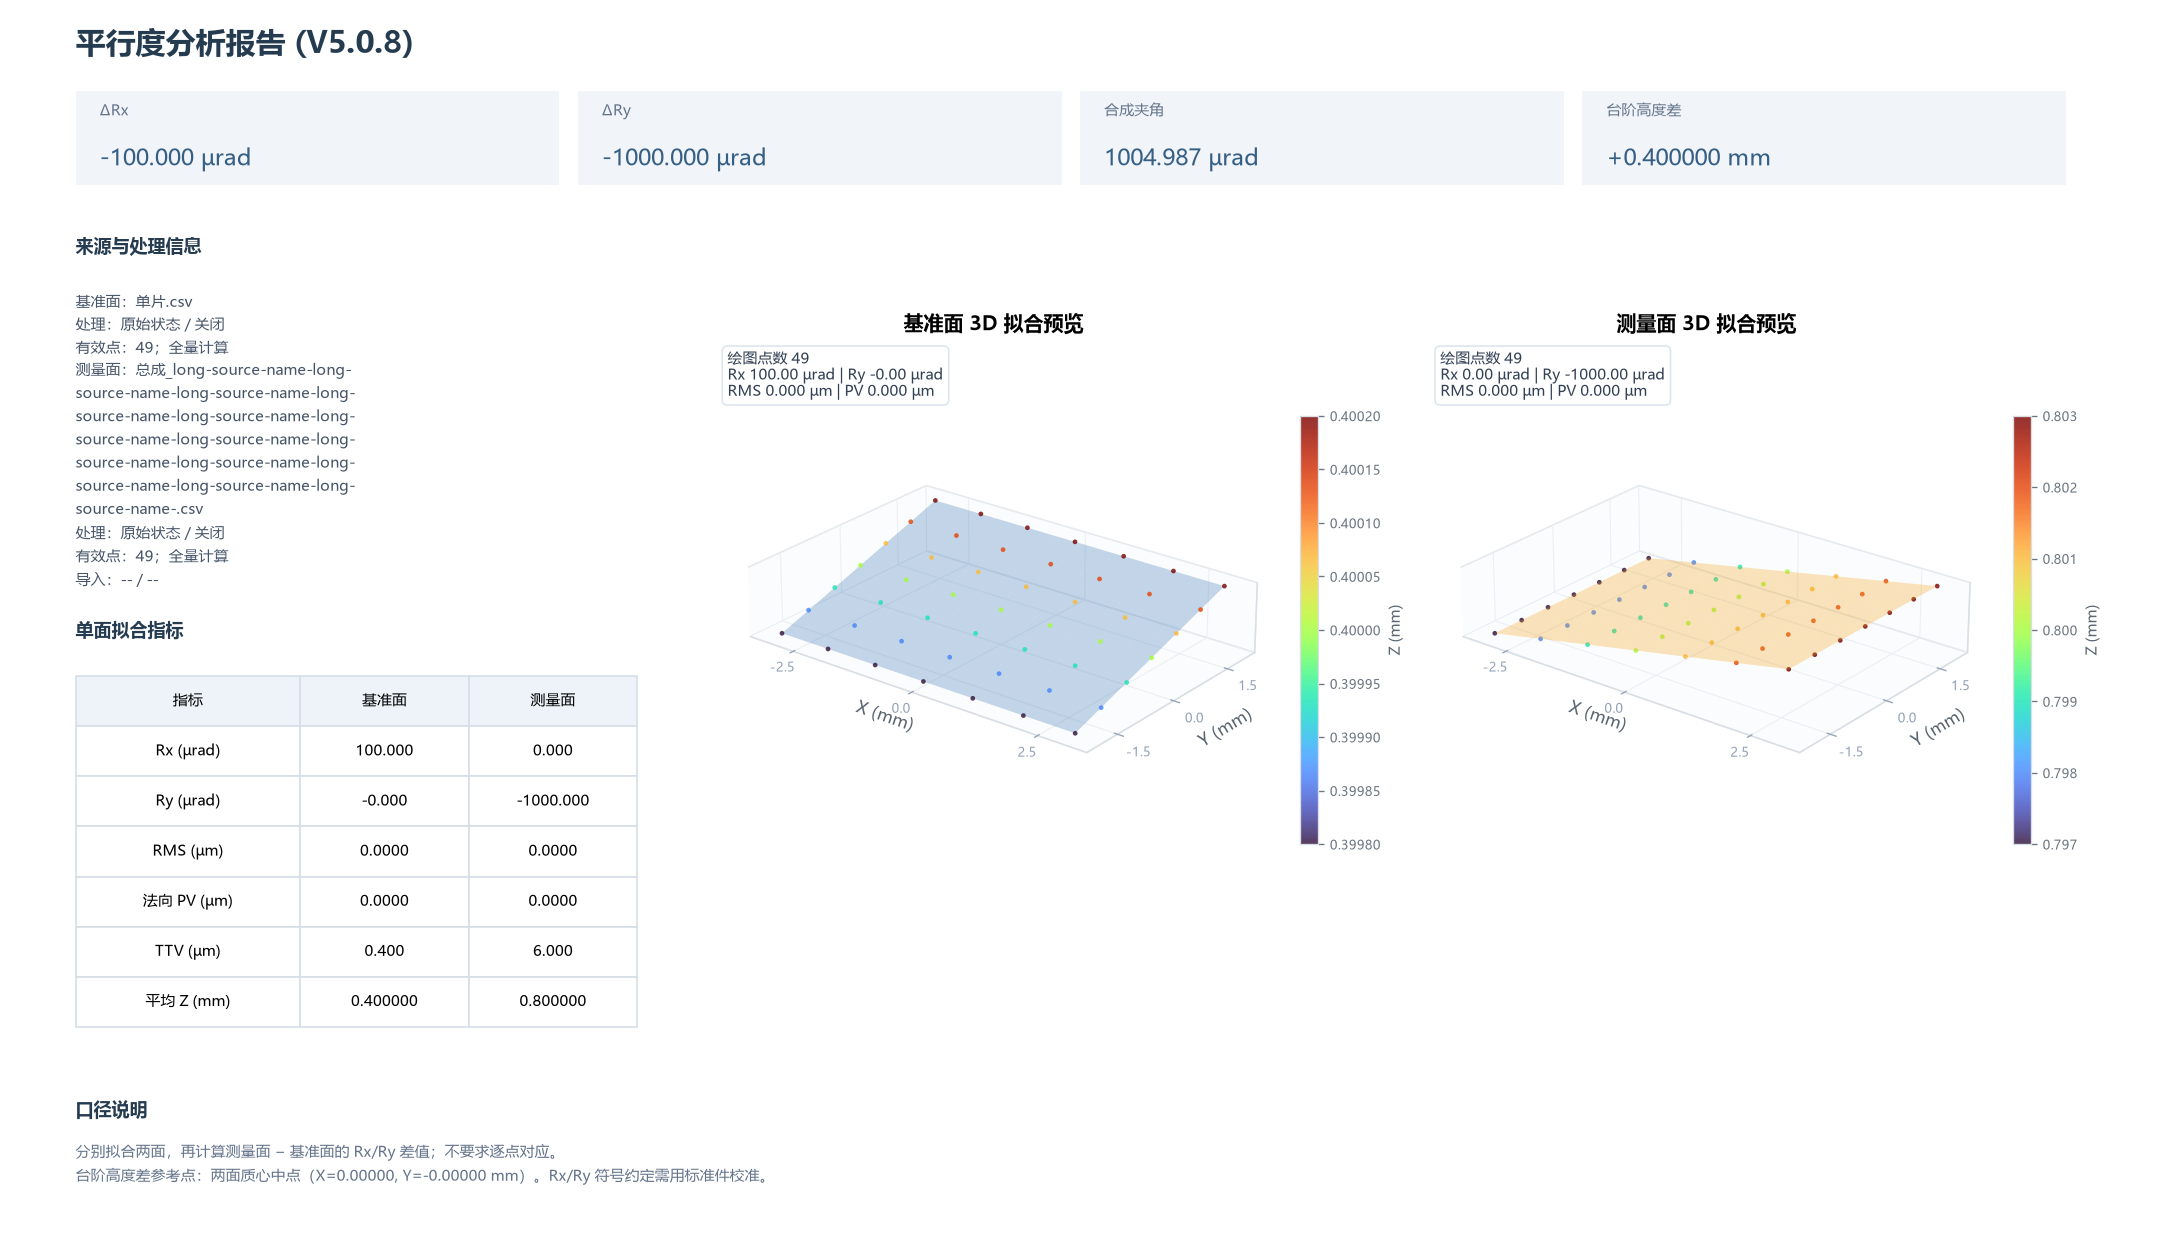 平行度分析报告 (V5.0.8)
ΔRx
-100.000 μrad
ΔRy
-1000.000 μrad
合成夹角
1004.987 μrad
台阶高度差
+0.400000 mm
来源与处理信息
基准面：单片.csv
处理：原始状态 / 关闭
有效点：49；全量计算
测量面：总成_long-source-name-long-
source-name-long-source-name-long-
source-name-long-source-name-long-
source-name-long-source-name-long-
source-name-long-source-name-long-
source-name-long-source-name-long-
source-name-.csv
处理：原始状态 / 关闭
有效点：49；全量计算
导入：-- / --
单面拟合指标
指标 基准面 测量面
Rx (μrad) 100.000 0.000
Ry (μrad) -0.000 -1000.000
RMS (μm) 0.0000 0.0000
法向 PV (μm) 0.0000 0.0000
TTV (μm) 0.400 6.000
平均 Z (mm) 0.400000 0.800000
基准面 3D 拟合预览
绘图点数 49
Rx 100.00 μrad | Ry -0.00 μrad
RMS 0.000 μm | PV 0.000 μm
-2.5
0.0
2.5
X (mm)
-1.5
0.0
1.5
Y (mm)
0.40020
0.40015
0.40010
0.40005
0.40000
0.39995
0.39990
0.39985
0.39980
Z (mm)
测量面 3D 拟合预览
绘图点数 49
Rx 0.00 μrad | Ry -1000.00 μrad
RMS 0.000 μm | PV 0.000 μm
-2.5
0.0
2.5
X (mm)
-1.5
0.0
1.5
Y (mm)
0.803
0.802
0.801
0.800
0.799
0.798
0.797
Z (mm)
口径说明
分别拟合两面，再计算测量面 − 基准面的 Rx/Ry 差值；不要求逐点对应。
台阶高度差参考点：两面质心中点（X=0.00000, Y=-0.00000 mm）。Rx/Ry 符号约定需用标准件校准。